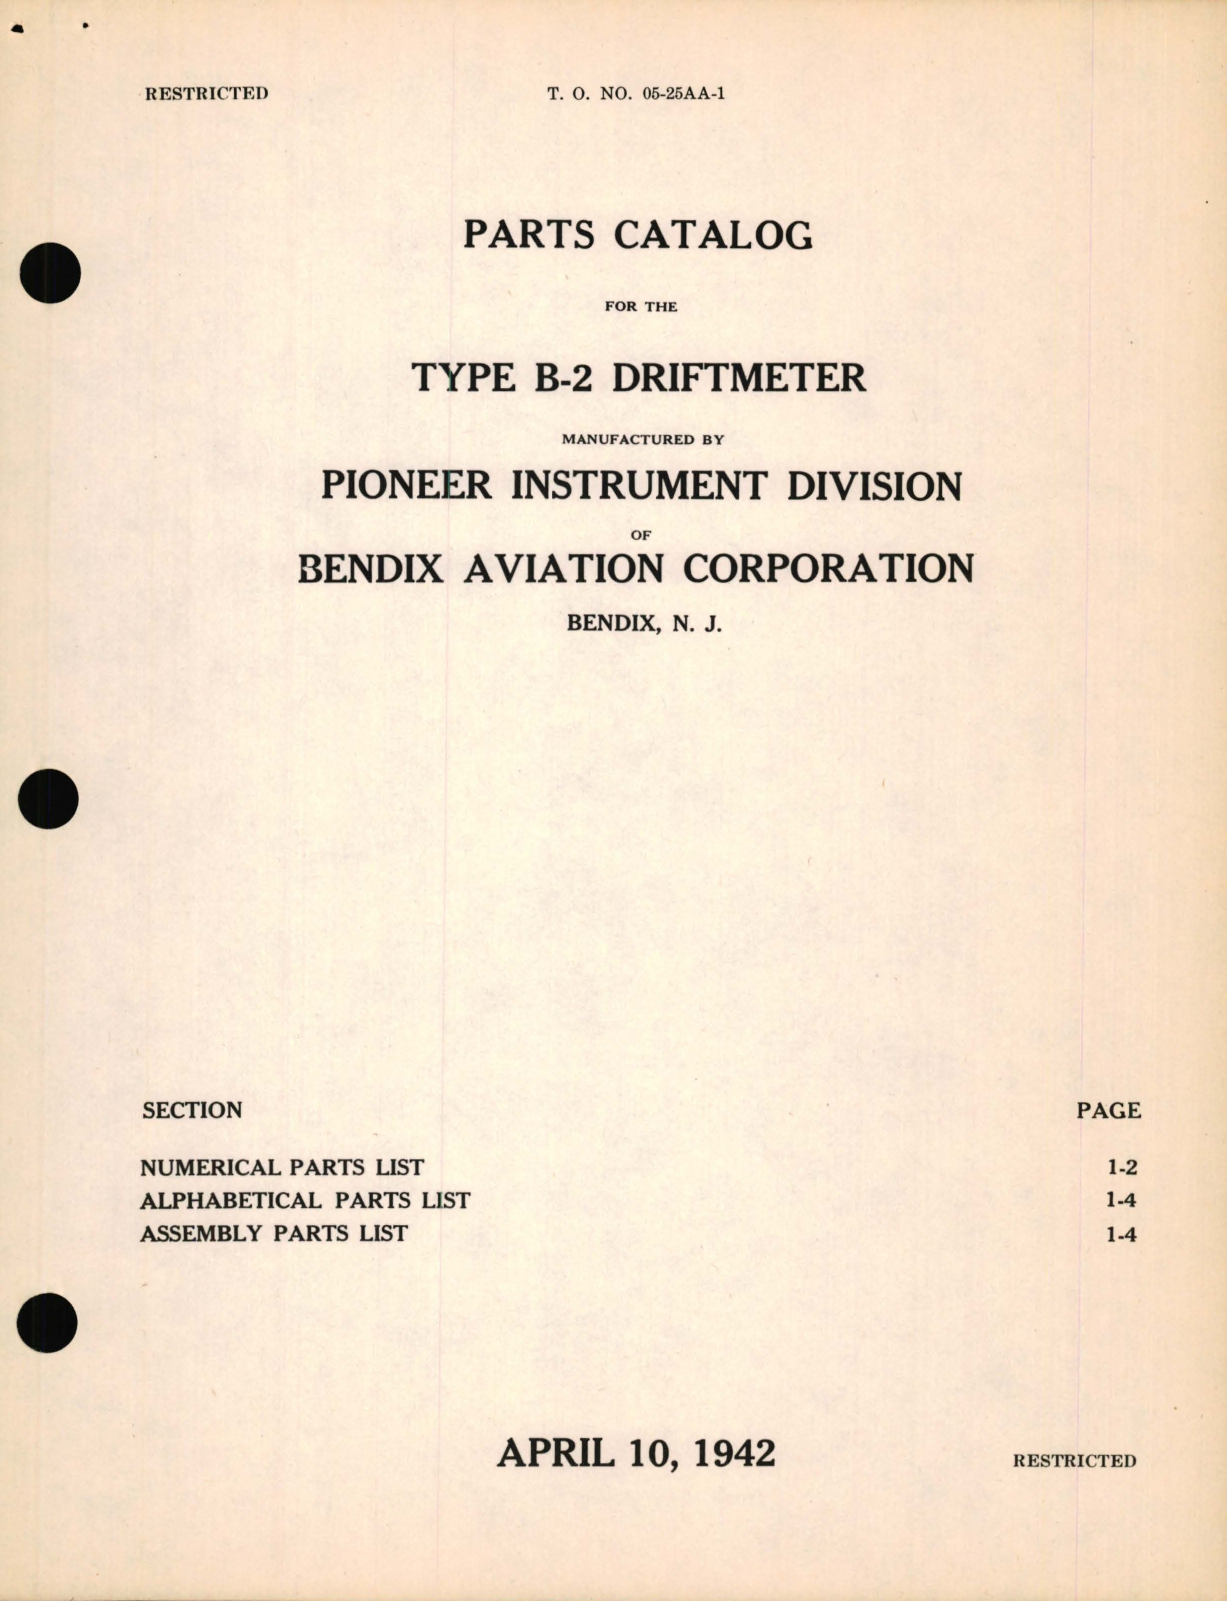 RESTRICTED T. O. NO. 05-25AA-1
PARTS CATALOG
FOR THE
TYPE B-2 DRIFTMETER
MANUFACTURED BY
PIONEER INSTRUMENT DIVISION
OF
BENDIX AVIATION CORPORATION
BENDIX, N. J.
SECTION PAGE
NUMERICAL PARTS LIST 1-2
ALPHABETICAL PARTS LIST 1-4
ASSEMBLY PARTS LIST 1-4
APRIL 10, 1942 RESTRICTED